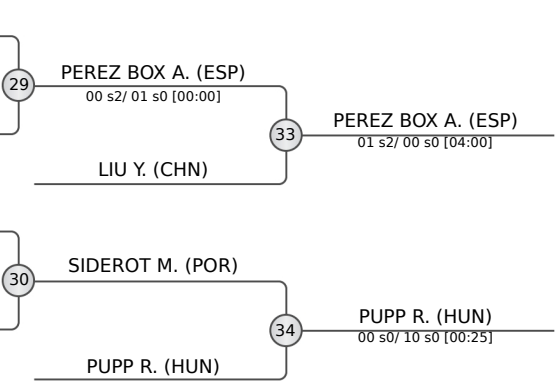 29
PEREZ BOX A. (ESP)
00 s2/ 01 s0 [00:00]
33
PEREZ BOX A. (ESP)
01 s2/ 00 s0 [04:00]
LIU Y. (CHN)
30
SIDEROT M. (POR)
34
PUPP R. (HUN)
00 s0/ 10 s0 [00:25]
PUPP R. (HUN)